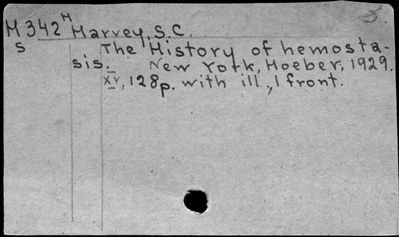 H342ᴴ Harvey, S.C.
s The History of hemosta-
sis. New York, Hoeber, 1929.
XV, 128p. with ill., 1 front.